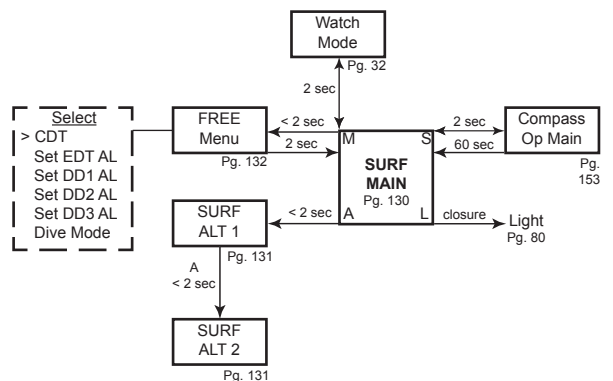 Watch
Mode
Pg. 32
2 sec
Select
> CDT
Set EDT AL
Set DD1 AL
Set DD2 AL
Set DD3 AL
Dive Mode
FREE
Menu
Pg. 132
< 2 sec
2 sec
M
S
SURF
MAIN
Pg. 130
A
L
2 sec
60 sec
Compass
Op Main
Pg.
153
SURF
ALT 1
Pg. 131
< 2 sec
closure
Light
Pg. 80
A
< 2 sec
SURF
ALT 2
Pg. 131